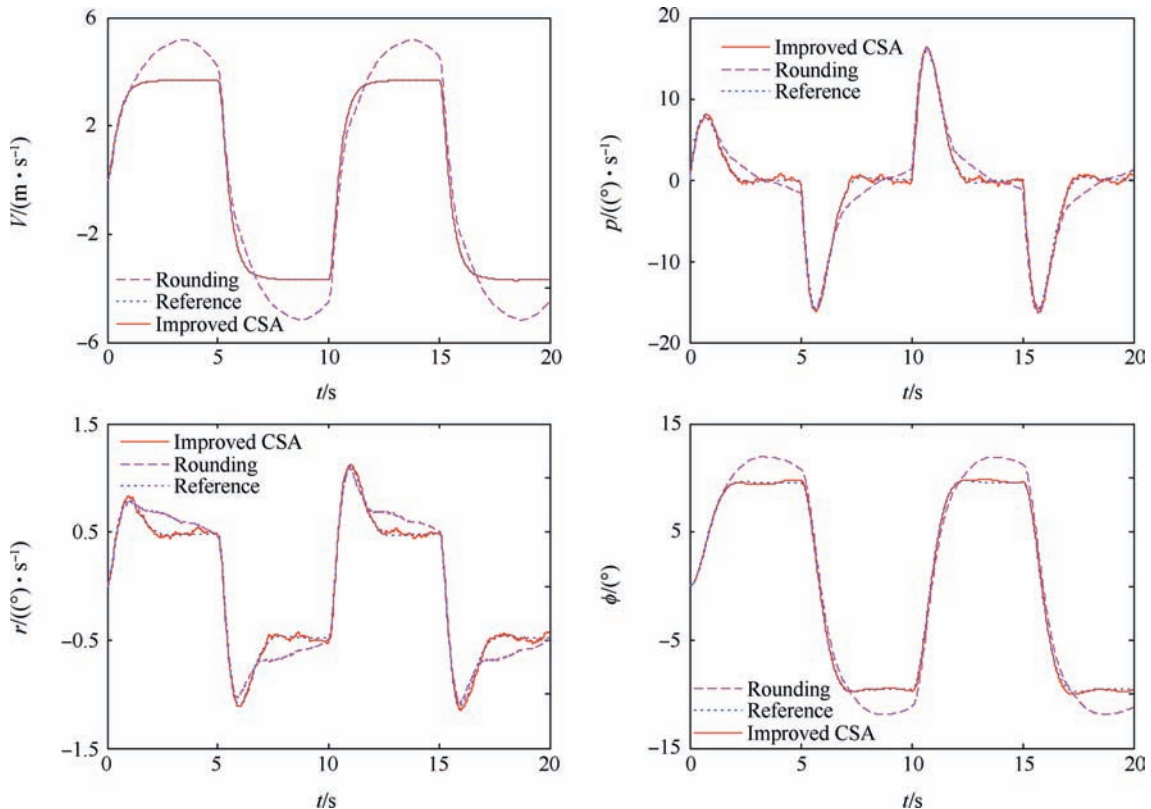 6
2
−2
−6
V/(m • s⁻¹)
Rounding
Reference
Improved CSA
0
5
10
15
20
t/s
20
10
0
−10
−20
p/((°) • s⁻¹)
Improved CSA
Rounding
Reference
0
5
10
15
20
t/s
1.5
0.5
−0.5
−1.5
r/((°) • s⁻¹)
Improved CSA
Rounding
Reference
0
5
10
15
20
t/s
15
5
−5
−15
ϕ/(°)
Rounding
Reference
Improved CSA
0
5
10
15
20
t/s